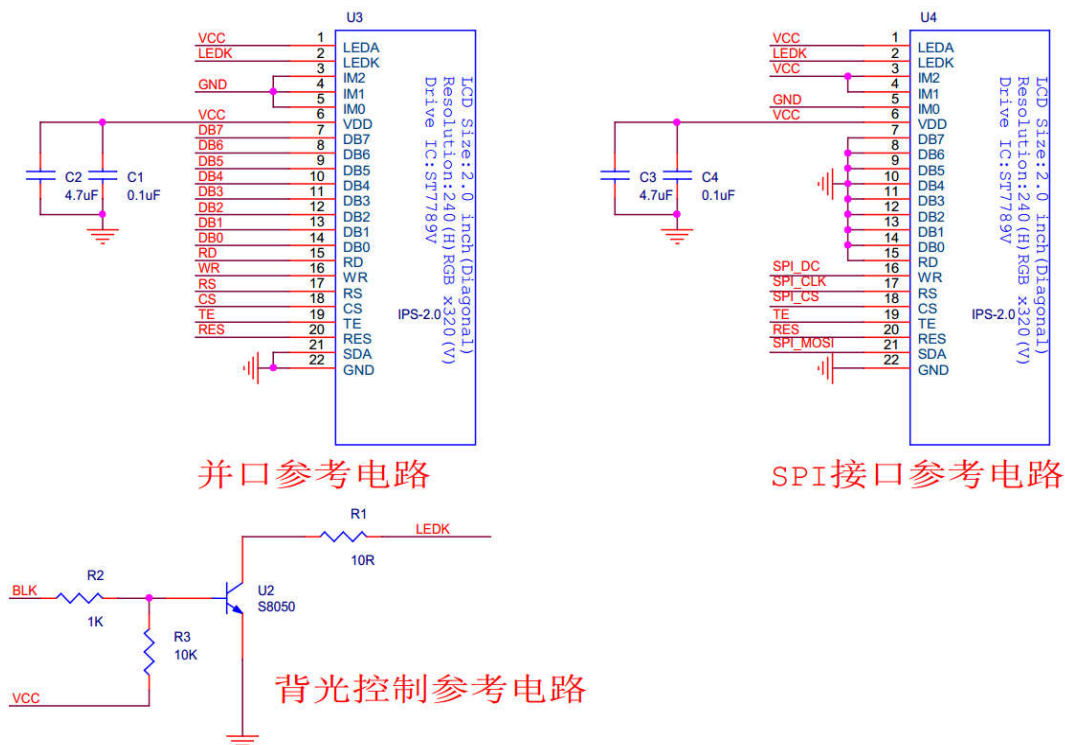 U3
VCC 1 LEDA
LEDK 2 LEDK
3 IM2
GND 4 IM1
5 IM0
VCC 6 VDD
DB7 7 DB7
DB6 8 DB6
DB5 9 DB5
DB4 10 DB4
DB3 11 DB3
DB2 12 DB2
DB1 13 DB1
DB0 14 DB0
RD 15 RD
WR 16 WR
RS 17 RS
CS 18 CS
TE 19 TE
RES 20 RES
21 SDA
22 GND
C2
4.7uF
C1
0.1uF
LCD Size:2.0 inch(Diagonal)
Resolution:240(H)RGB x320(V)
Drive IC:ST7789V
IPS-2.0
并口参考电路
U4
VCC 1 LEDA
LEDK 2 LEDK
VCC 3 IM2
4 IM1
GND 5 IM0
VCC 6 VDD
7 DB7
8 DB6
9 DB5
10 DB4
11 DB3
12 DB2
13 DB1
14 DB0
15 RD
SPI_DC 16 WR
SPI_CLK 17 RS
SPI_CS 18 CS
TE 19 TE
RES 20 RES
SPI_MOSI 21 SDA
22 GND
C3
4.7uF
C4
0.1uF
LCD Size:2.0 inch(Diagonal)
Resolution:240(H)RGB x320(V)
Drive IC:ST7789V
IPS-2.0
SPI接口参考电路
R1
10R
LEDK
BLK
R2
1K
U2
S8050
R3
10K
VCC
背光控制参考电路